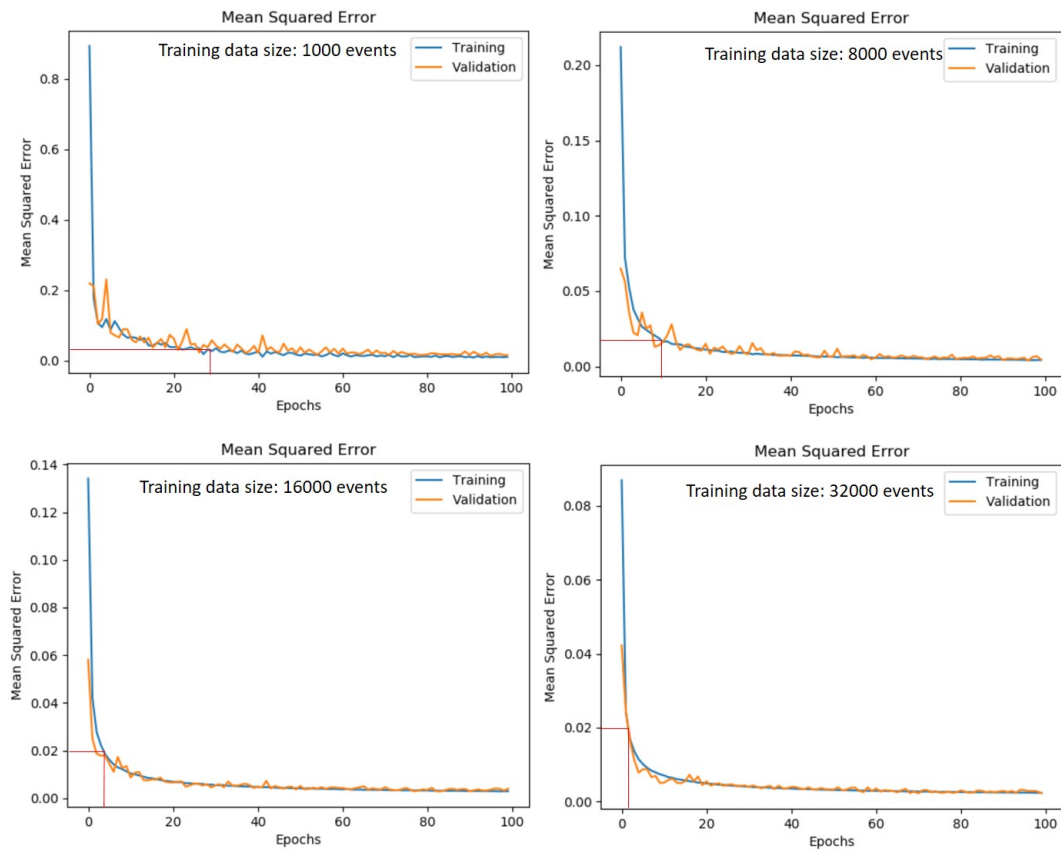 Mean Squared Error
Training data size: 1000 events
Training
Validation
Mean Squared Error
0.8
0.6
0.4
0.2
0.0
0 20 40 60 80 100
Epochs
Mean Squared Error
Training data size: 8000 events
Training
Validation
Mean Squared Error
0.20
0.15
0.10
0.05
0.00
0 20 40 60 80 100
Epochs
Mean Squared Error
Training data size: 16000 events
Training
Validation
Mean Squared Error
0.14
0.12
0.10
0.08
0.06
0.04
0.02
0.00
0 20 40 60 80 100
Epochs
Mean Squared Error
Training data size: 32000 events
Training
Validation
Mean Squared Error
0.08
0.06
0.04
0.02
0.00
0 20 40 60 80 100
Epochs